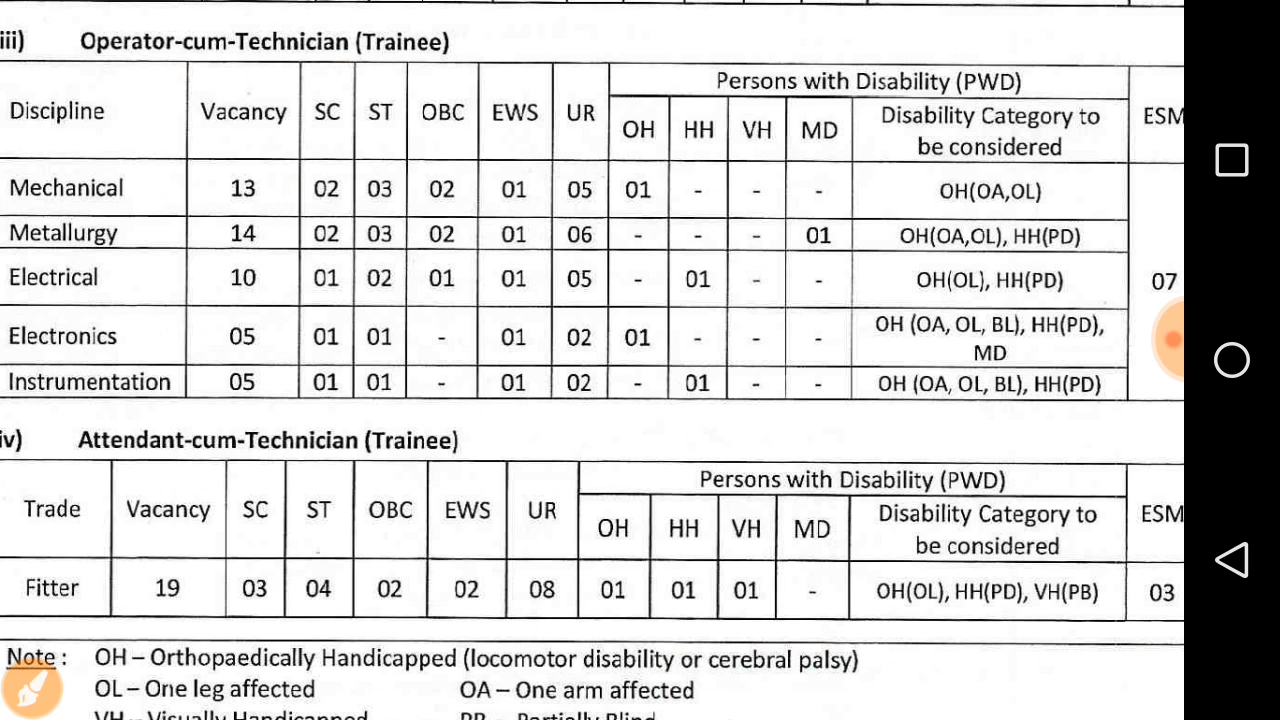 iii) Operator-cum-Technician (Trainee)
Persons with Disability (PWD)
Discipline Vacancy SC ST OBC EWS UR OH HH VH MD Disability Category to be considered ESM
Mechanical 13 02 03 02 01 05 01 - - - OH(OA,OL)
Metallurgy 14 02 03 02 01 06 - - - 01 OH(OA,OL), HH(PD)
Electrical 10 01 02 01 01 05 - 01 - - OH(OL), HH(PD) 07
Electronics 05 01 01 - 01 02 01 - - - OH (OA, OL, BL), HH(PD), MD
Instrumentation 05 01 01 - 01 02 - 01 - - OH (OA, OL, BL), HH(PD)
iv) Attendant-cum-Technician (Trainee)
Persons with Disability (PWD)
Trade Vacancy SC ST OBC EWS UR OH HH VH MD Disability Category to be considered ESM
Fitter 19 03 04 02 02 08 01 01 01 - OH(OL), HH(PD), VH(PB) 03
Note : OH – Orthopaedically Handicapped (locomotor disability or cerebral palsy)
OL – One leg affected OA – One arm affected
VH – Visually Handicapped PB – Partially Blind